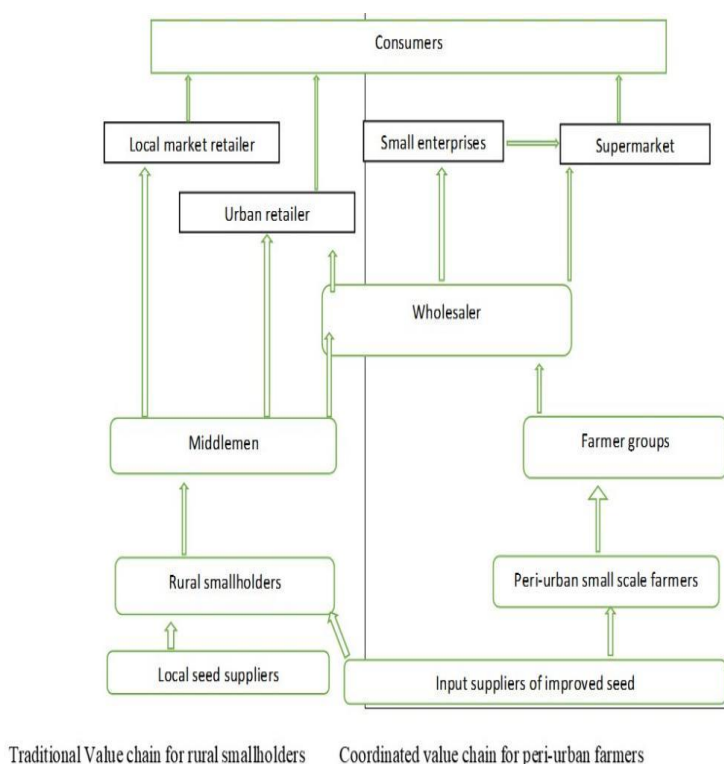 Consumers
Local market retailer
Small enterprises
Supermarket
Urban retailer
Wholesaler
Middlemen
Farmer groups
Rural smallholders
Peri-urban small scale farmers
Local seed suppliers
Input suppliers of improved seed
Traditional Value chain for rural smallholders
Coordinated value chain for peri-urban farmers